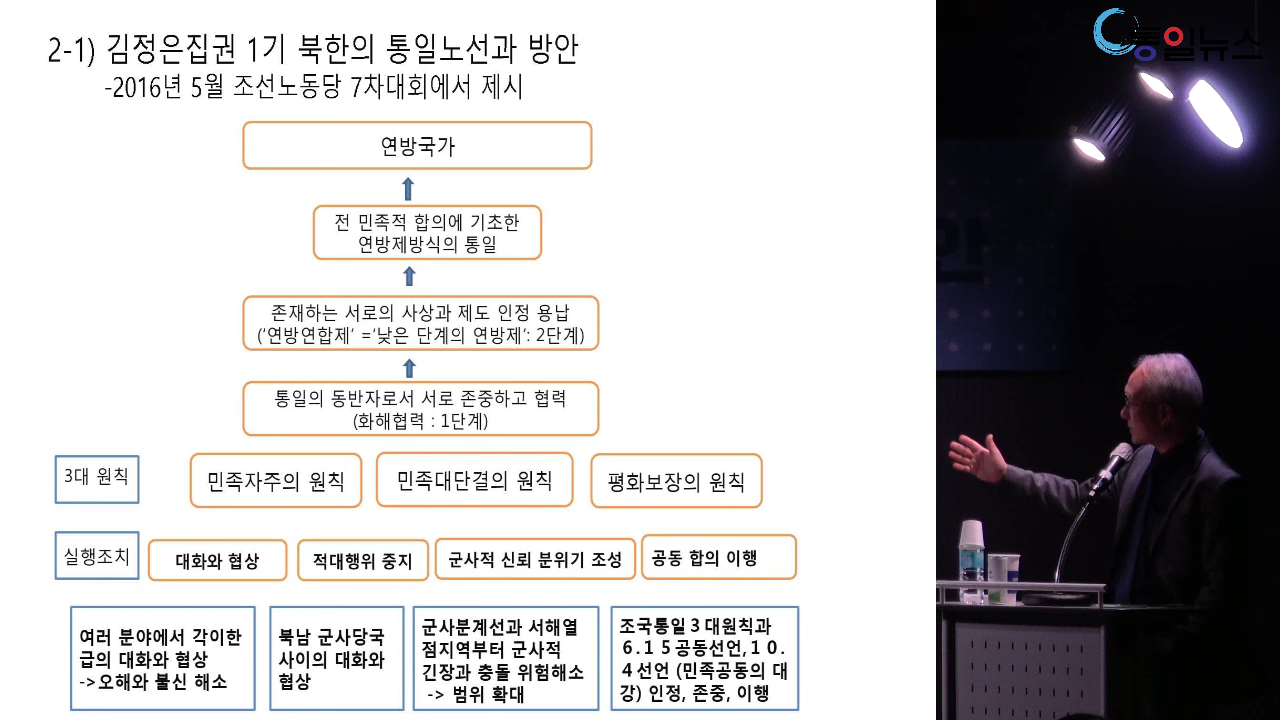 2-1) 김정은집권 1기 북한의 통일노선과 방안
-2016년 5월 조선노동당 7차대회에서 제시
연방국가
전 민족적 합의에 기초한
연방제방식의 통일
존재하는 서로의 사상과 제도 인정 용납
('연방연합제' ='낮은 단계의 연방제': 2단계)
통일의 동반자로서 서로 존중하고 협력
(화해협력 : 1단계)
3대 원칙
민족자주의 원칙
민족대단결의 원칙
평화보장의 원칙
실행조치
대화와 협상
적대행위 중지
군사적 신뢰 분위기 조성
공동 합의 이행
여러 분야에서 각이한
급의 대화와 협상
->오해와 불신 해소
북남 군사당국
사이의 대화와
협상
군사분계선과 서해열
점지역부터 군사적
긴장과 충돌 위험해소
-> 범위 확대
조국통일 3 대원칙과
6 . 1 5 공동선언, 1 0 .
4 선언 (민족공동의 대
강) 인정, 존중, 이행
통일뉴스
안